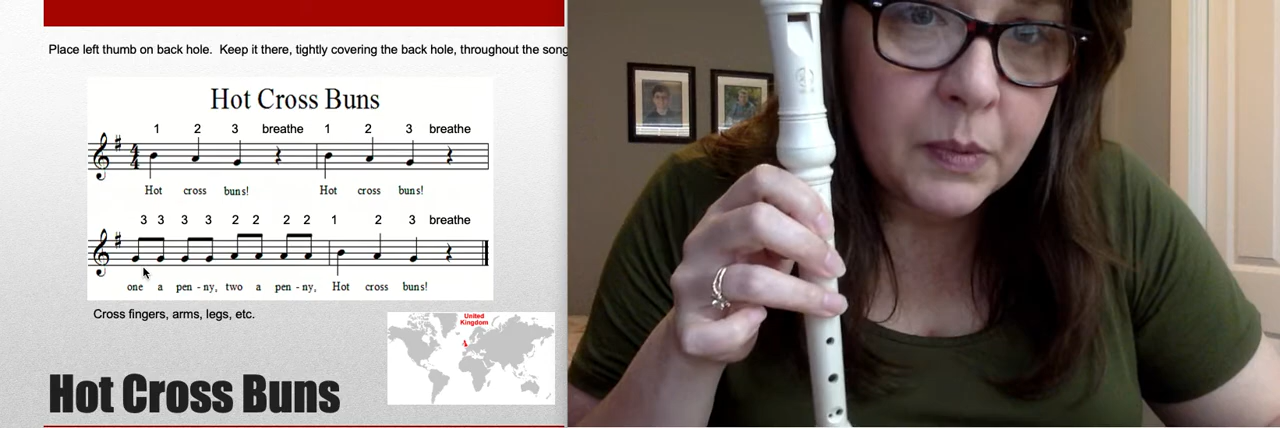 Place left thumb on back hole.  Keep it there, tightly covering the back hole, throughout the song
Hot Cross Buns
1 2 3 breathe 1 2 3 breathe
4
4
Hot cross buns! Hot cross buns!
3 3 3 3 2 2 2 2 1 2 3 breathe
one a pen - ny, two a pen - ny, Hot cross buns!
Cross fingers, arms, legs, etc.
United
Kingdom
Hot Cross Buns